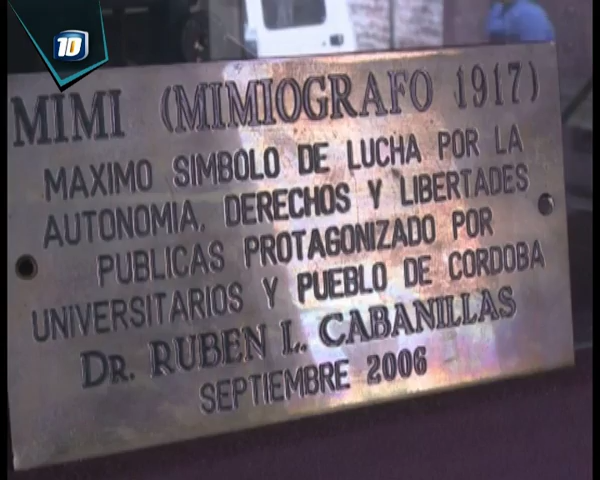 10
MIMI (MIMIOGRAFO 1917)
MAXIMO SIMBOLO DE LUCHA POR LA
AUTONOMIA, DERECHOS Y LIBERTADES
PUBLICAS PROTAGONIZADO POR
UNIVERSITARIOS Y PUEBLO DE CORDOBA
DR. RUBEN L. CABANILLAS
SEPTIEMBRE 2006